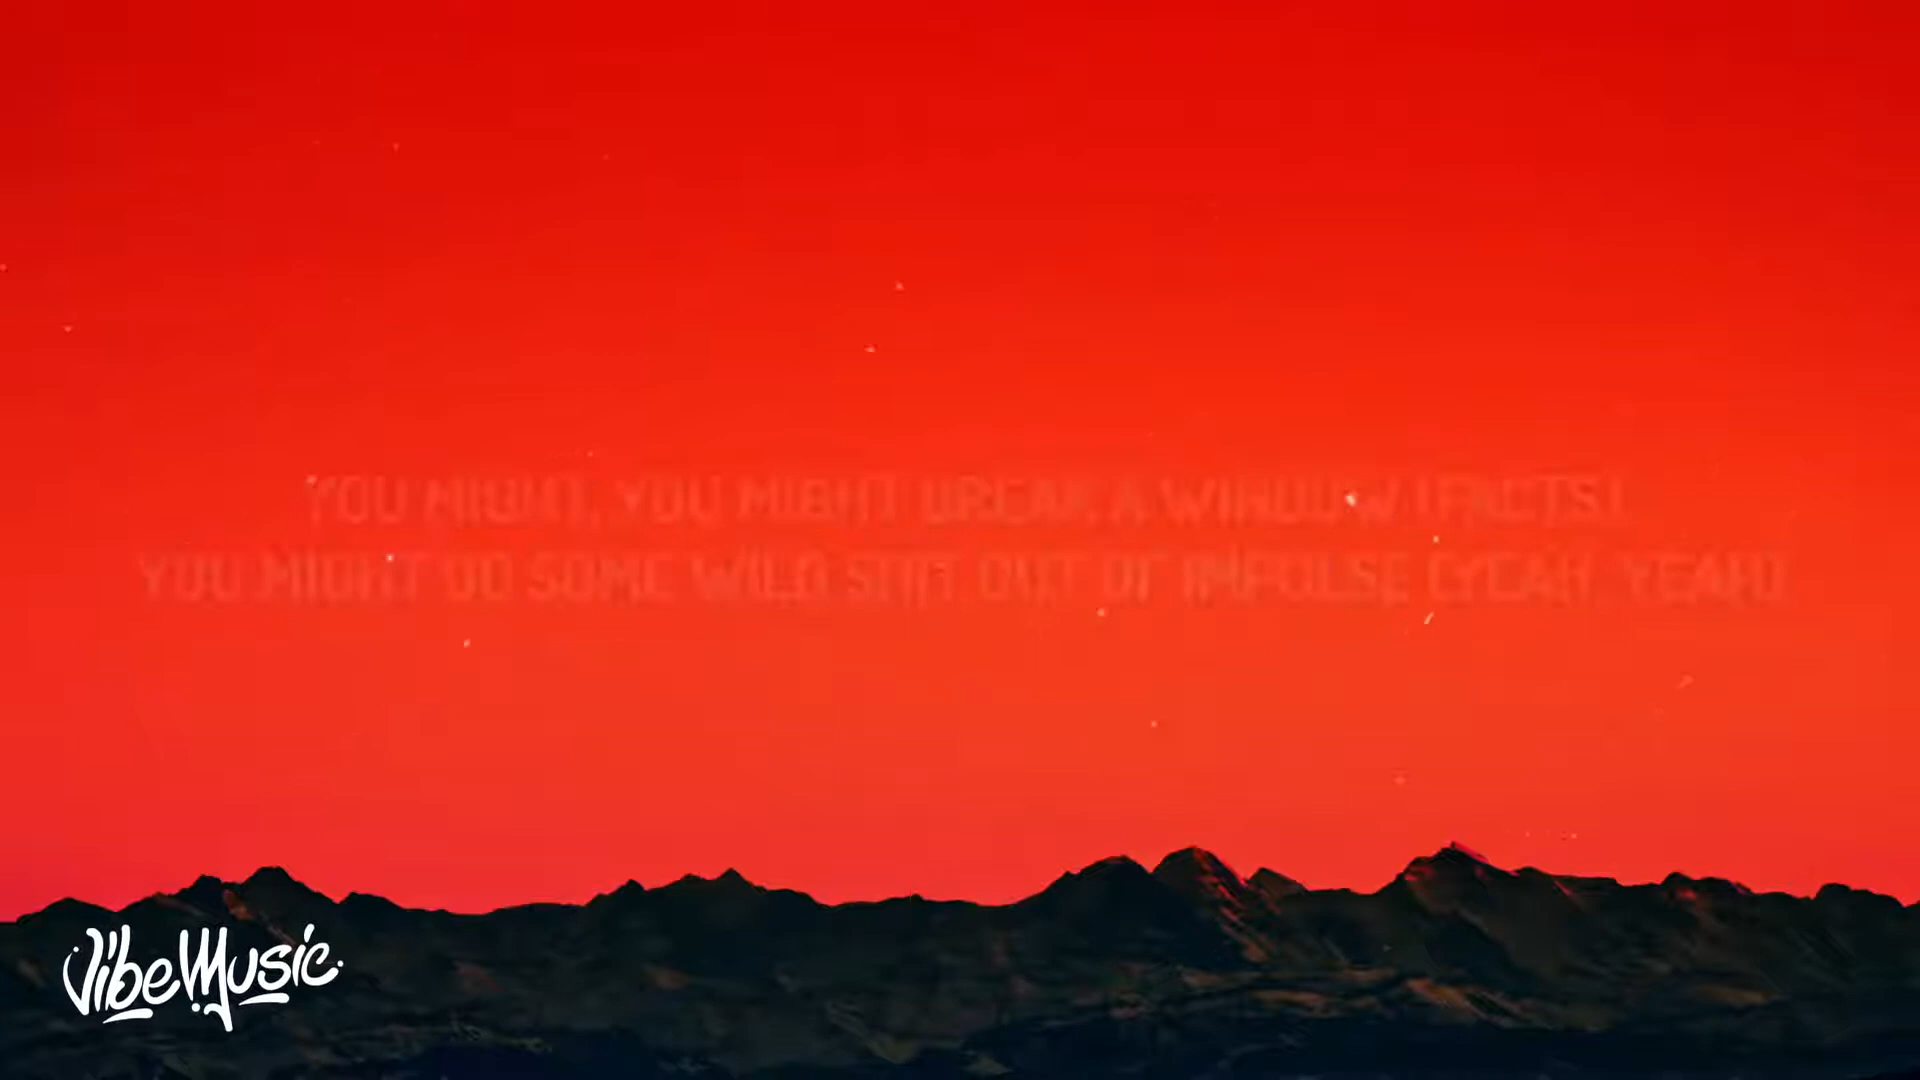 YOU MIGHT, YOU MIGHT BREAK A WINDOW (FACTS)
YOU MIGHT DO SOME WILD SHIT OUT OF IMPULSE (YEAH, YEAH)
VibeMusic.